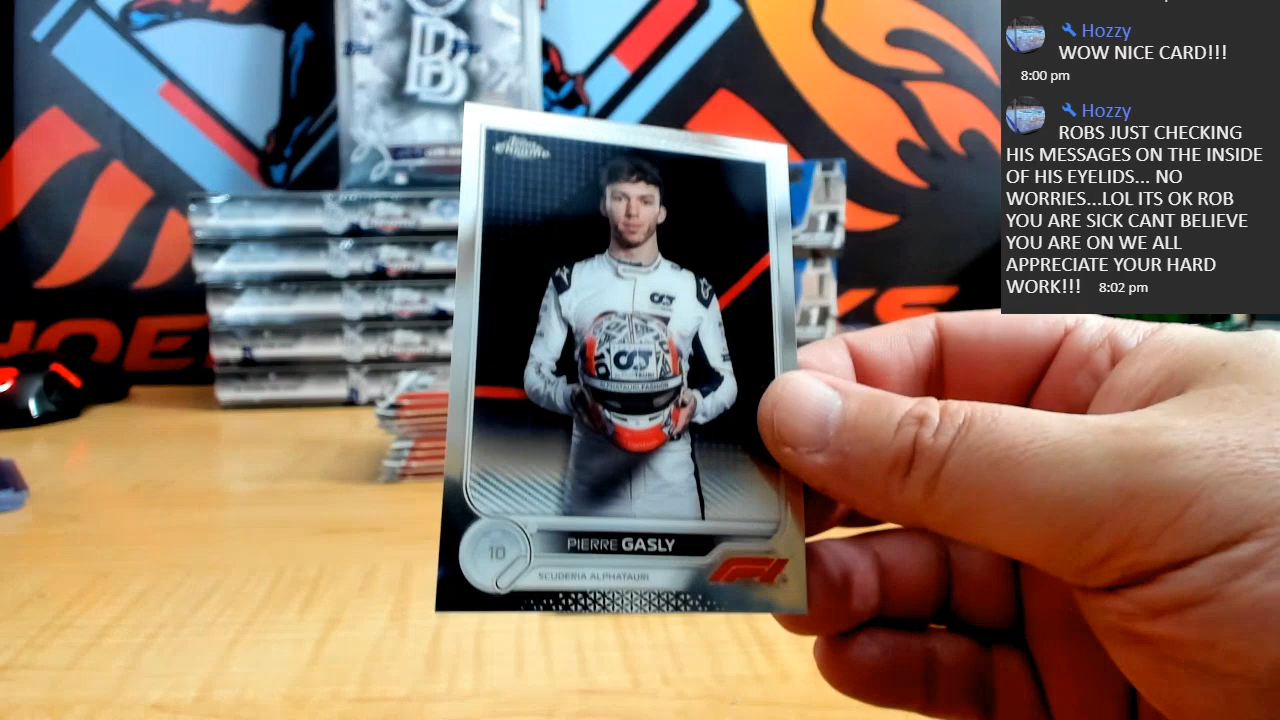 Hozzy
WOW NICE CARD!!!
8:00 pm
Hozzy
ROBS JUST CHECKING
HIS MESSAGES ON THE INSIDE
OF HIS EYELIDS... NO
WORRIES...LOL ITS OK ROB
YOU ARE SICK CANT BELIEVE
YOU ARE ON WE ALL
APPRECIATE YOUR HARD
WORK!!! 8:02 pm
Chrome
ALPHATAURI FASHION
10
PIERRE GASLY
SCUDERIA ALPHATAURI
F1